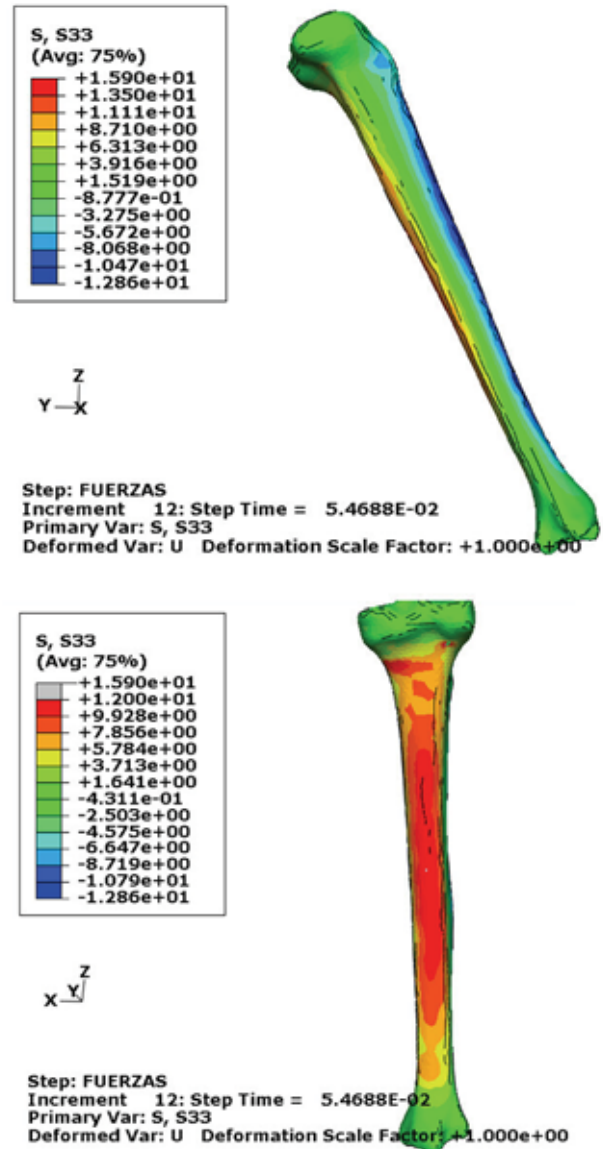 S, S33
(Avg: 75%)
+1.590e+01
+1.350e+01
+1.111e+01
+8.710e+00
+6.313e+00
+3.916e+00
+1.519e+00
-8.777e-01
-3.275e+00
-5.672e+00
-8.068e+00
-1.047e+01
-1.286e+01
Z
Y X
Step: FUERZAS
Increment 12: Step Time = 5.4688E-02
Primary Var: S, S33
Deformed Var: U Deformation Scale Factor: +1.000e+00
S, S33
(Avg: 75%)
+1.590e+01
+1.200e+01
+9.928e+00
+7.856e+00
+5.784e+00
+3.713e+00
+1.641e+00
-4.311e-01
-2.503e+00
-4.575e+00
-6.647e+00
-8.719e+00
-1.079e+01
-1.286e+01
Z
X Y
Step: FUERZAS
Increment 12: Step Time = 5.4688E-02
Primary Var: S, S33
Deformed Var: U Deformation Scale Factor: +1.000e+00